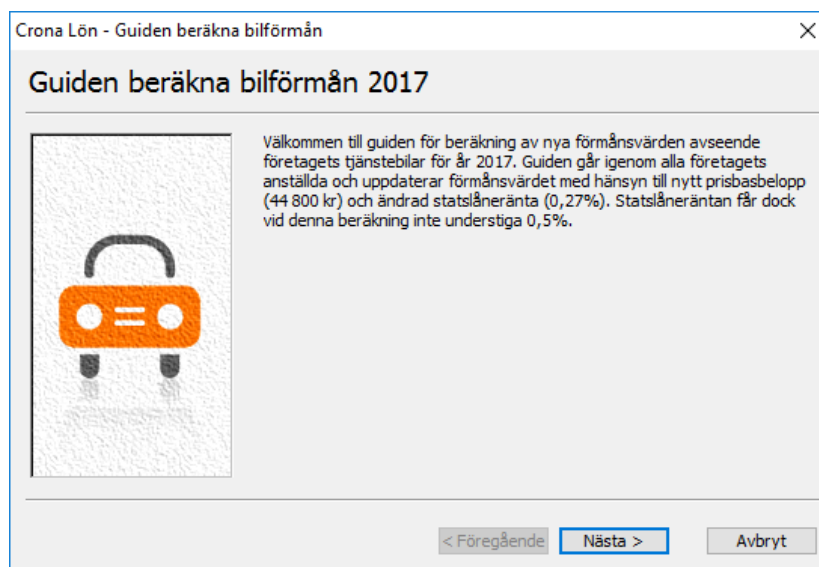 Crona Lön - Guiden beräkna bilförmån
Guiden beräkna bilförmån 2017
Välkommen till guiden för beräkning av nya förmånsvärden avseende
företagets tjänstebilar för år 2017. Guiden går igenom alla företagets
anställda och uppdaterar förmånsvärdet med hänsyn till nytt prisbasbelopp
(44 800 kr) och ändrad statslåneränta (0,27%). Statslåneräntan får dock
vid denna beräkning inte understiga 0,5%.
< Föregående Nästa > Avbryt